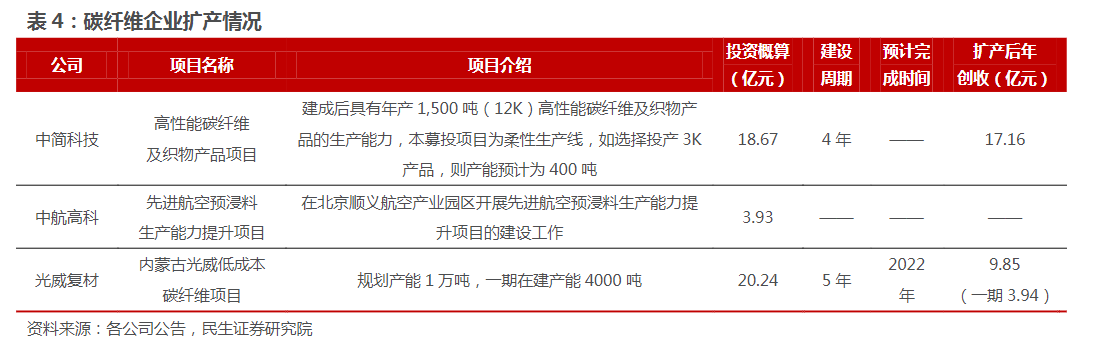 表 4：碳纤维企业扩产情况
公司 项目名称 项目介绍 投资概算（亿元） 建设周期 预计完成时间 扩产后年创收（亿元）
中简科技
高性能碳纤维
及织物产品项目
建成后具有年产 1,500 吨（12K）高性能碳纤维及织物产
品的生产能力，本募投项目为柔性生产线，如选择投产 3K
产品，则产能预计为 400 吨
18.67 4 年 —— 17.16
中航高科
先进航空预浸料
生产能力提升项目
在北京顺义航空产业园区开展先进航空预浸料生产能力提
升项目的建设工作
3.93 —— —— ——
光威复材
内蒙古光威低成本
碳纤维项目
规划产能 1 万吨，一期在建产能 4000 吨
20.24 5 年
2022
年
9.85
（一期 3.94）
资料来源：各公司公告，民生证券研究院